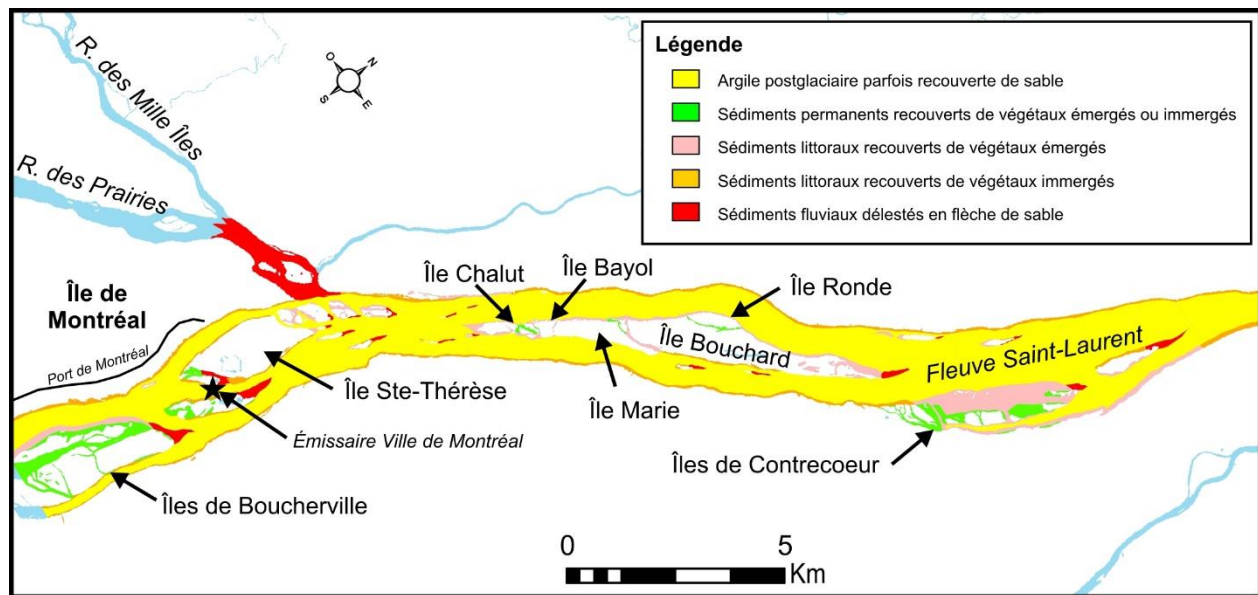 R. des Mille Îles
R. des Prairies
O
N
S
E
Légende
Argile postglaciaire parfois recouverte de sable
Sédiments permanents recouverts de végétaux émergés ou immergés
Sédiments littoraux recouverts de végétaux émergés
Sédiments littoraux recouverts de végétaux immergés
Sédiments fluviaux délestés en flèche de sable
Île de
Montréal
Port de Montréal
Île Chalut
Île Bayol
Île Ronde
Île Bouchard
Fleuve Saint-Laurent
Île Ste-Thérèse
Île Marie
Émissaire Ville de Montréal
Îles de Contrecoeur
Îles de Boucherville
0
5
Km